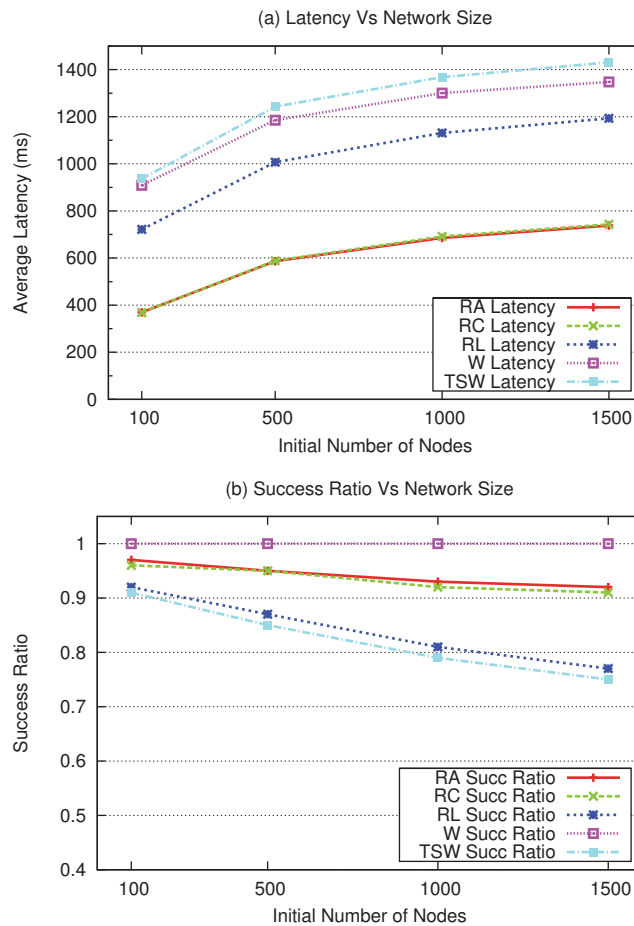 (a) Latency Vs Network Size
1400
1200
1000
800
600
400
200
0
Average Latency (ms)
RA Latency
RC Latency
RL Latency
W Latency
TSW Latency
100 500 1000 1500
Initial Number of Nodes
(b) Success Ratio Vs Network Size
1
0.9
0.8
0.7
0.6
0.5
0.4
Success Ratio
RA Succ Ratio
RC Succ Ratio
RL Succ Ratio
W Succ Ratio
TSW Succ Ratio
100 500 1000 1500
Initial Number of Nodes